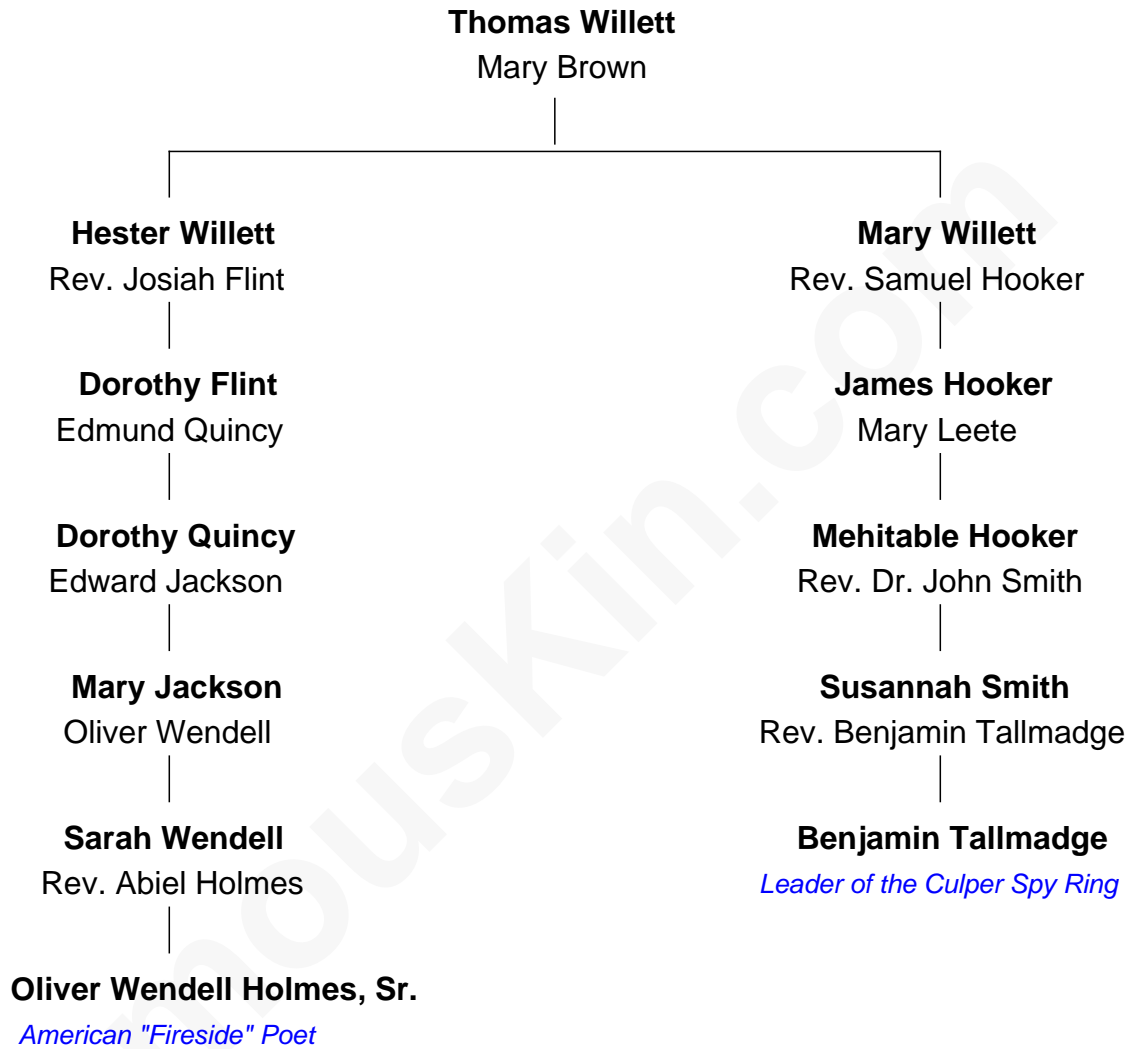 Thomas Willett
Mary Brown
Hester Willett
Rev. Josiah Flint
Mary Willett
Rev. Samuel Hooker
Dorothy Flint
Edmund Quincy
James Hooker
Mary Leete
Dorothy Quincy
Edward Jackson
Mehitable Hooker
Rev. Dr. John Smith
Mary Jackson
Oliver Wendell
Susannah Smith
Rev. Benjamin Tallmadge
Sarah Wendell
Rev. Abiel Holmes
Benjamin Tallmadge
Leader of the Culper Spy Ring
Oliver Wendell Holmes, Sr.
American "Fireside" Poet
mousKin.com